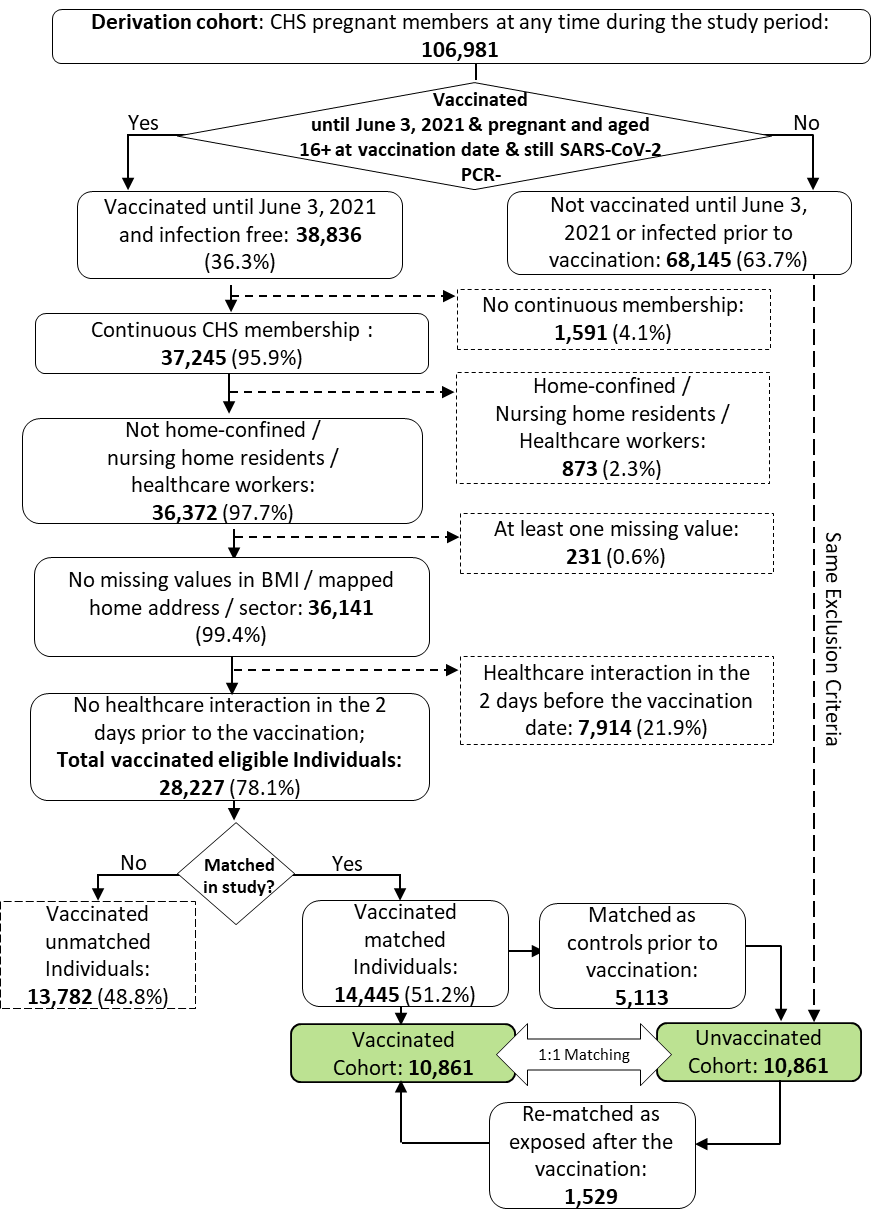 Derivation cohort: CHS pregnant members at any time during the study period:
106,981
Vaccinated
until June 3, 2021 & pregnant and aged
16+ at vaccination date & still SARS-CoV-2
PCR-
Yes
No
Vaccinated until June 3, 2021
and infection free: 38,836
(36.3%)
Not vaccinated until June 3,
2021 or infected prior to
vaccination: 68,145 (63.7%)
No continuous membership:
1,591 (4.1%)
Continuous CHS membership :
37,245 (95.9%)
Home-confined /
Nursing home residents /
Healthcare workers:
873 (2.3%)
Not home-confined /
nursing home residents /
healthcare workers:
36,372 (97.7%)
At least one missing value:
231 (0.6%)
No missing values in BMI / mapped
home address / sector: 36,141
(99.4%)
Same Exclusion Criteria
Healthcare interaction in the
2 days before the vaccination
date: 7,914 (21.9%)
No healthcare interaction in the 2
days prior to the vaccination;
Total vaccinated eligible Individuals:
28,227 (78.1%)
Matched
in study?
No
Yes
Vaccinated
unmatched
Individuals:
13,782 (48.8%)
Vaccinated
matched
Individuals:
14,445 (51.2%)
Matched as
controls prior to
vaccination:
5,113
Vaccinated
Cohort: 10,861
1:1 Matching
Unvaccinated
Cohort: 10,861
Re-matched as
exposed after the
vaccination:
1,529